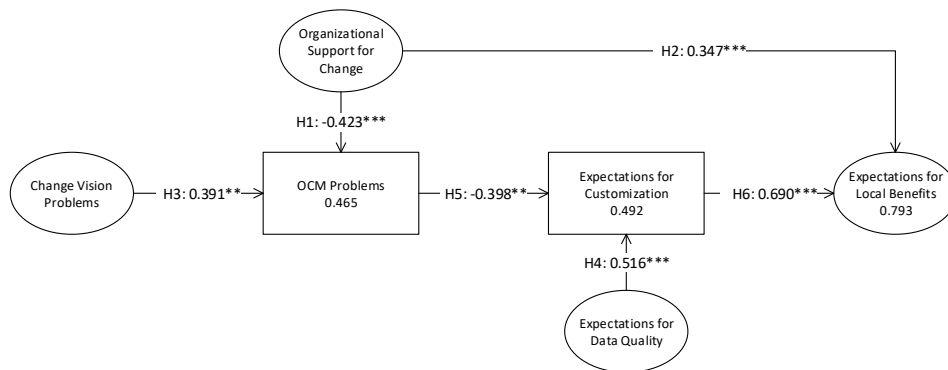 Organizational
Support for
Change
H2: 0.347***
H1: -0.423***
Change Vision
Problems
H3: 0.391**
OCM Problems
0.465
H5: -0.398**
Expectations for
Customization
0.492
H6: 0.690***
Expectations for
Local Benefits
0.793
H4: 0.516***
Expectations for
Data Quality